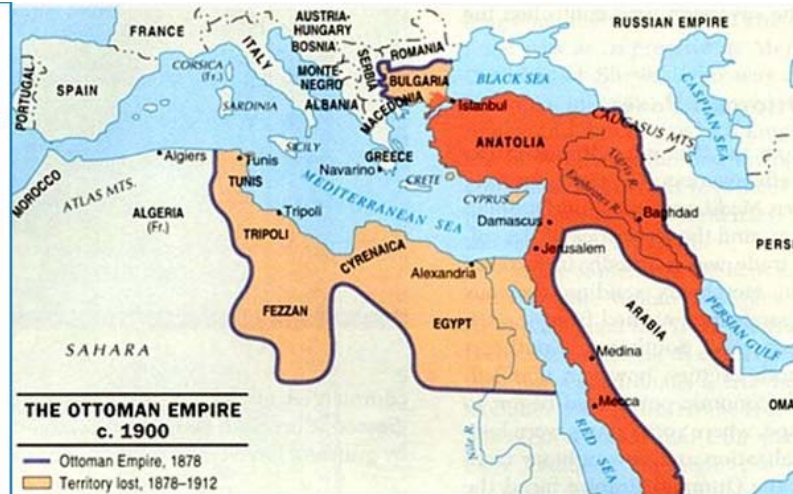 FRANCE
AUSTRIA-
HUNGARY
BOSNIA
RUSSIAN EMPIRE
ITALY
ROMANIA
CORSICA
(Fr.)
MONTE-
NEGRO
SERBIA
BULGARIA
BLACK SEA
CASPIAN SEA
PORTUGAL
SPAIN
SARDINIA
ALBANIA
MACEDONIA
Istanbul
CAUCASUS MTS.
ANATOLIA
Algiers
SICILY
GREECE
Navarino
Tunis
TUNIS
CRETE
CYPRUS
Tigris R.
Euphrates R.
MOROCCO
ATLAS MTS.
MEDITERRANEAN SEA
Damascus
Baghdad
ALGERIA
(Fr.)
Tripoli
TRIPOLI
CYRENAICA
Jerusalem
Alexandria
PERS
FEZZAN
EGYPT
ARABIA
PERSIAN GULF
SAHARA
Medina
Mecca
OMA
Nile R.
RED SEA
THE OTTOMAN EMPIRE
c. 1900
Ottoman Empire, 1878
Territory lost, 1878–1912